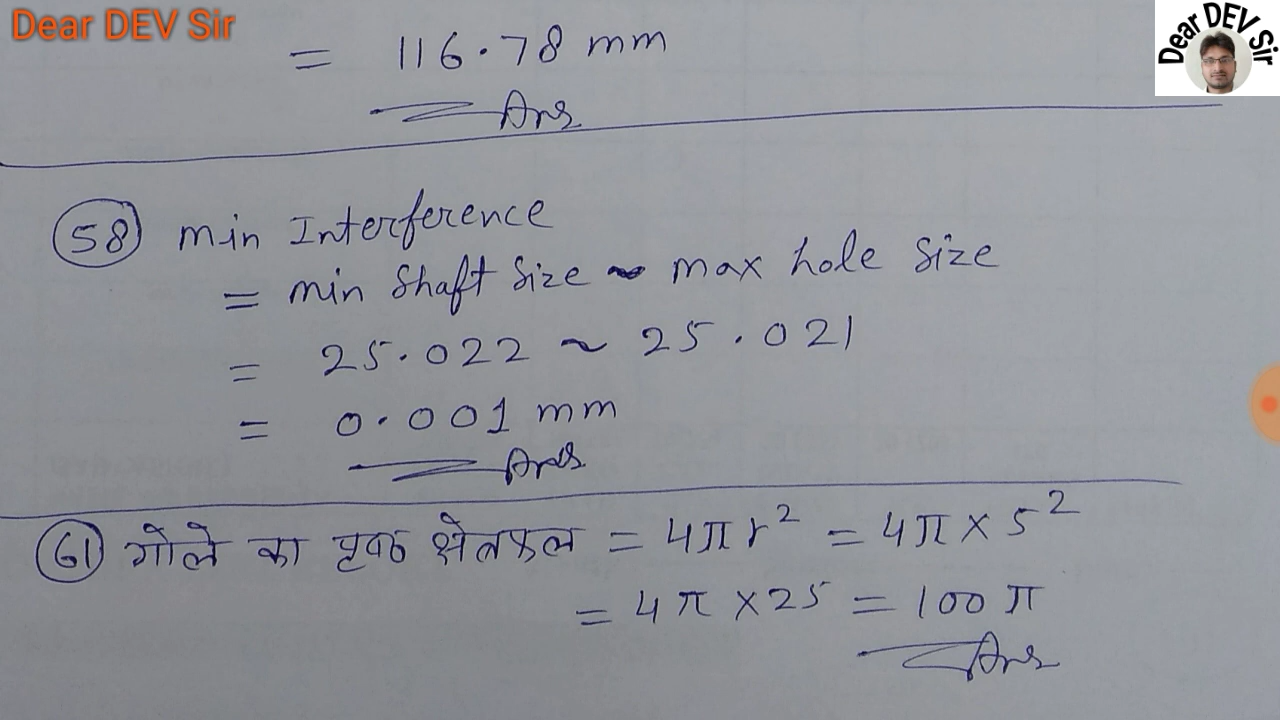 Dear DEV Sir
Dear DEV Sir
= 116.78 mm
Ans
58 min Interference
= min shaft size ~ max hole size
= 25.022 ~ 25.021
= 0.001 mm
Ans
61 गोले का पृष्ठ क्षेत्रफल = 4πr² = 4π×5²
= 4π×25 = 100π
Ans